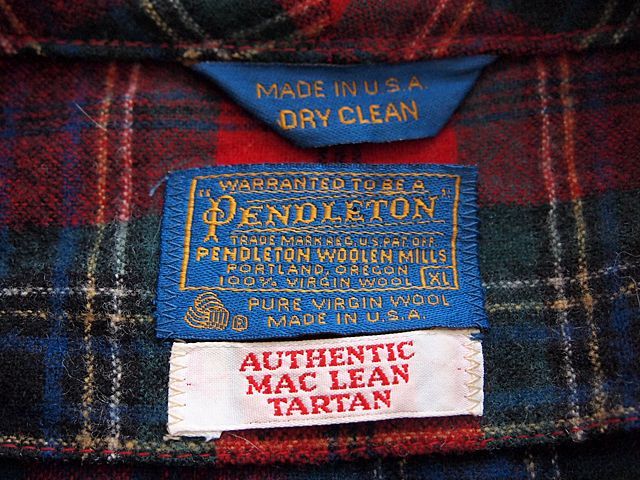 MADE IN U.S.A.
DRY CLEAN
"WARRANTED TO BE A
PENDLETON"
TRADE MARK REG. U.S. PAT. OFF.
PENDLETON WOOLEN MILLS
PORTLAND, OREGON
100% VIRGIN WOOL XL
R PURE VIRGIN WOOL
MADE IN U.S.A.
AUTHENTIC
MAC LEAN
TARTAN